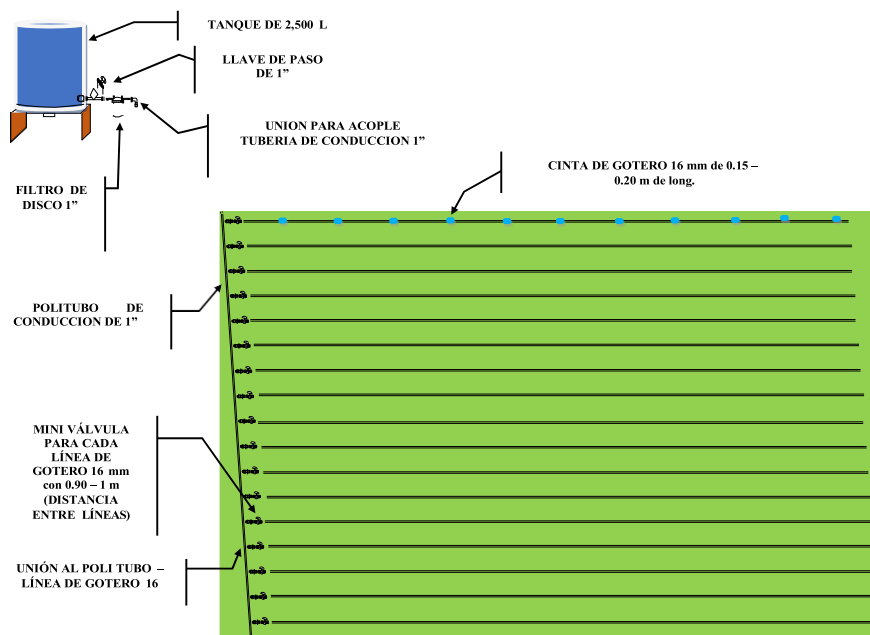 TANQUE DE 2,500 L
LLAVE DE PASO
DE 1”
UNION PARA ACOPLE
TUBERIA DE CONDUCCION 1”
CINTA DE GOTERO 16 mm de 0.15 –
0.20 m de long.
FILTRO DE
DISCO 1”
POLITUBO DE
CONDUCCION DE 1”
MINI VÁLVULA
PARA CADA
LÍNEA DE
GOTERO 16 mm
con 0.90 – 1 m
(DISTANCIA
ENTRE LÍNEAS)
UNIÓN AL POLI TUBO –
LÍNEA DE GOTERO 16